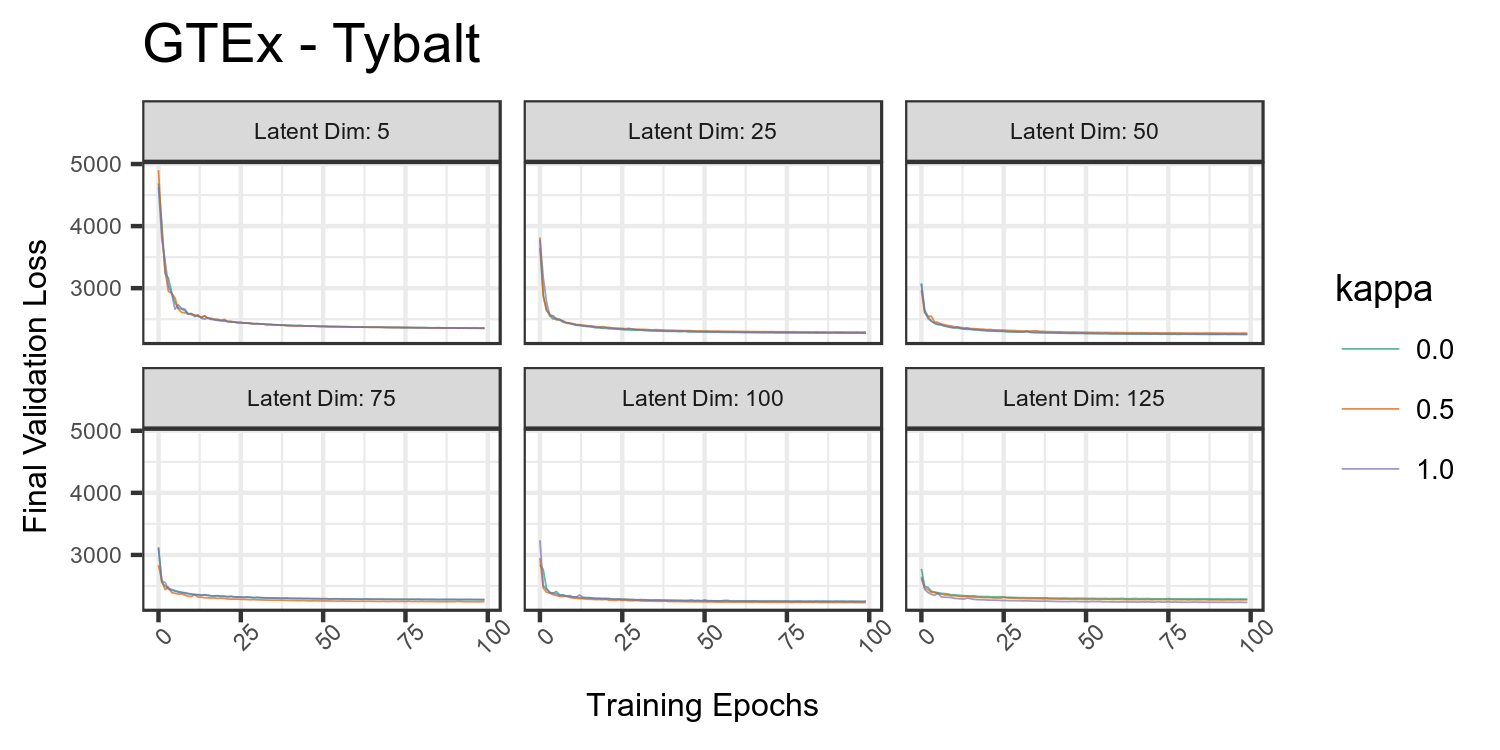 GTEx - Tybalt
Latent Dim: 5
Latent Dim: 25
Latent Dim: 50
5000
4000
3000
Latent Dim: 75
Latent Dim: 100
Latent Dim: 125
5000
4000
3000
0 25 50 75 100
0 25 50 75 100
0 25 50 75 100
Final Validation Loss
Training Epochs
kappa
0.0
0.5
1.0